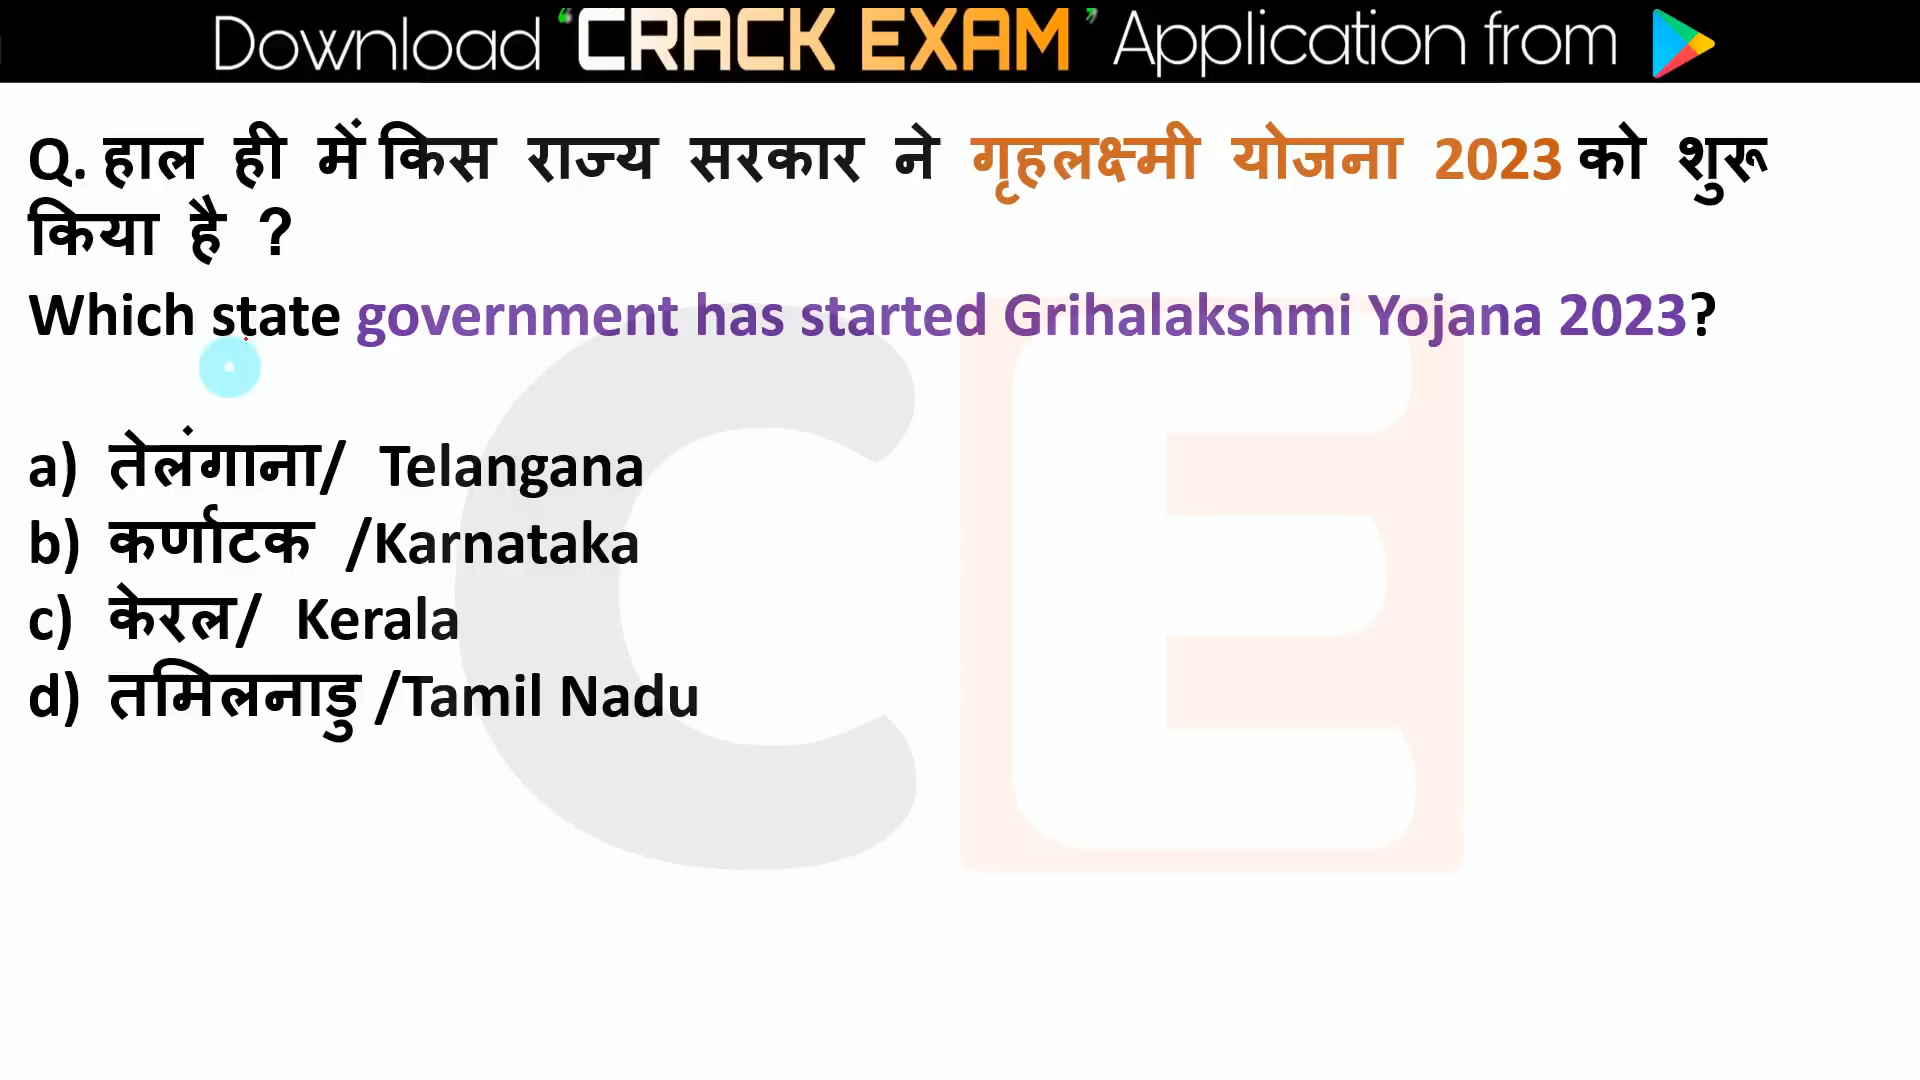 Download ‘CRACK EXAM’ Application from
Q. हाल ही में किस राज्य सरकार ने गृहलक्ष्मी योजना 2023 को शुरू
किया है ?
Which state government has started Grihalakshmi Yojana 2023?
a) तेलंगाना/ Telangana
b) कर्णाटक /Karnataka
c) केरल/ Kerala
d) तमिलनाडु /Tamil Nadu
CE